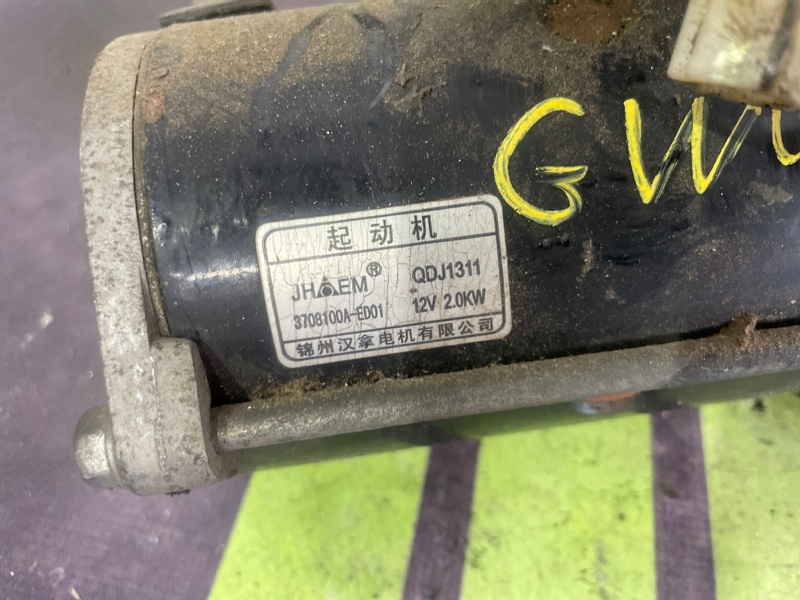 GW
起动机
JHEM® QDJ1311
3708100A-ED01 12V 2.0KW
锦州汉拿电机有限公司